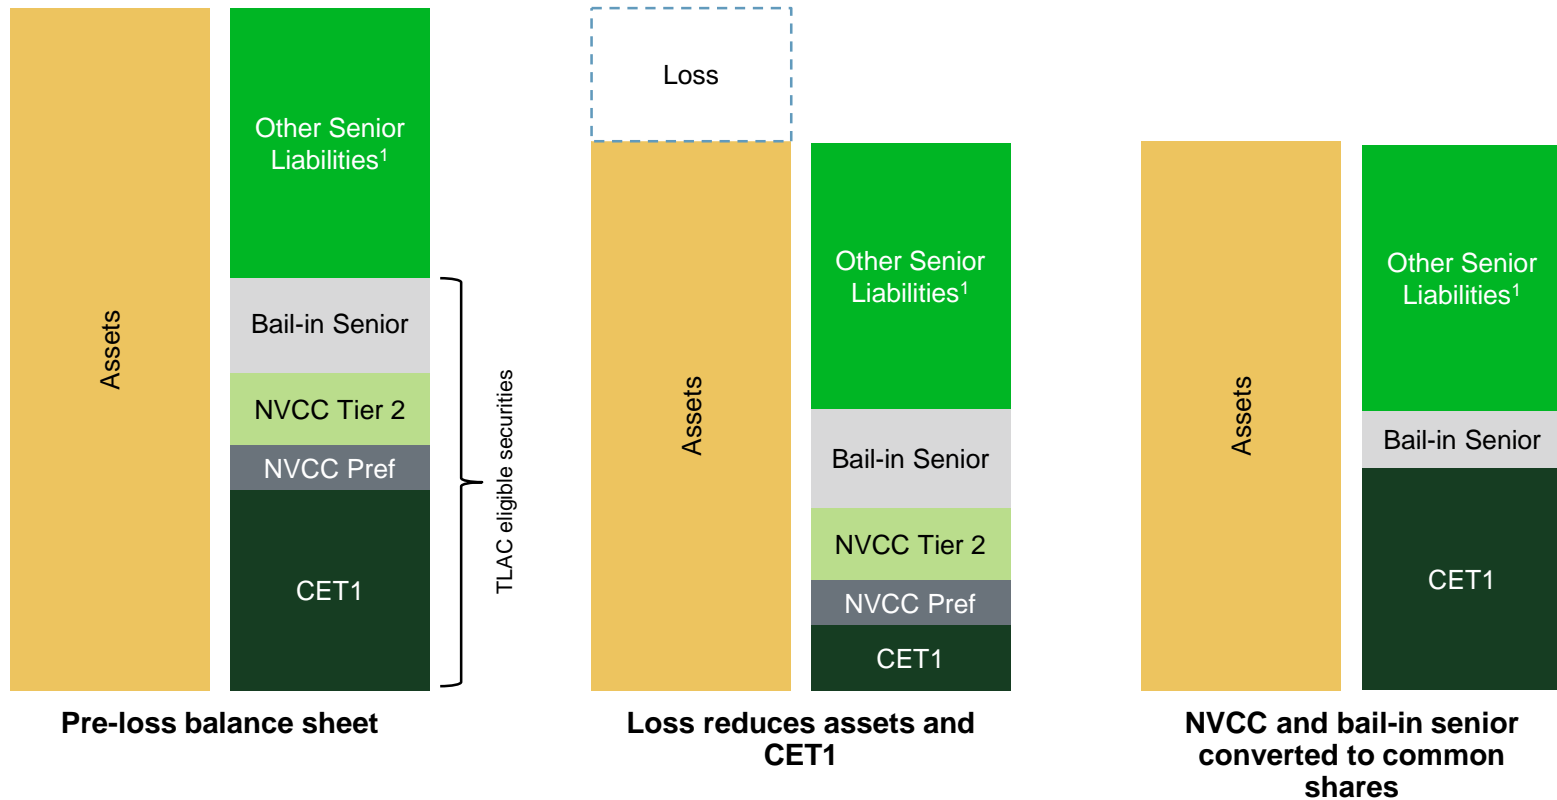 Assets
Other Senior
Liabilities¹
Bail-in Senior
NVCC Tier 2
NVCC Pref
CET1
TLAC eligible securities
Pre-loss balance sheet
Loss
Assets
Other Senior
Liabilities¹
Bail-in Senior
NVCC Tier 2
NVCC Pref
CET1
Loss reduces assets and
CET1
Assets
Other Senior
Liabilities¹
Bail-in Senior
CET1
NVCC and bail-in senior
converted to common
shares